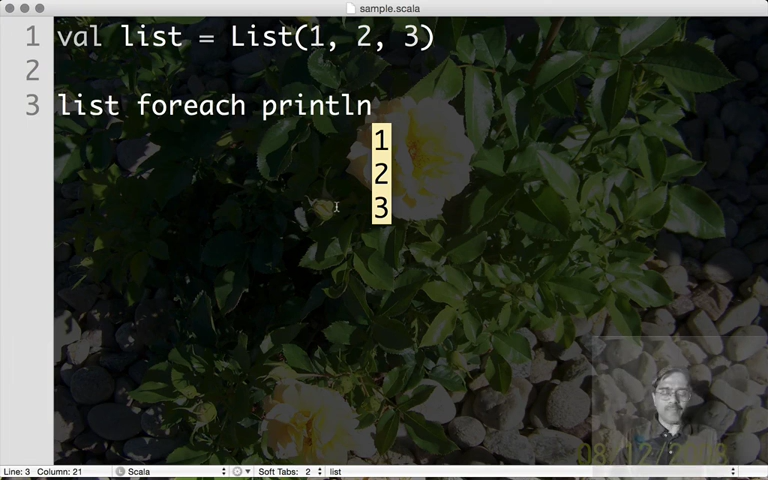 sample.scala
1 val list = List(1, 2, 3)
2
3 list foreach println
1
2
3
Line: 3 Column: 21 Scala Soft Tabs: 2 list